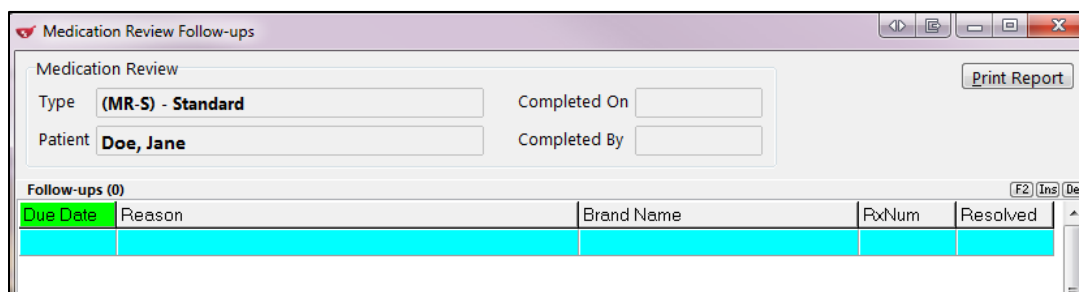 Medication Review Follow-ups
Medication Review
Print Report
Type (MR-S) - Standard Completed On
Patient Doe, Jane Completed By
Follow-ups (0) F2 Ins De
Due Date Reason Brand Name RxNum Resolved